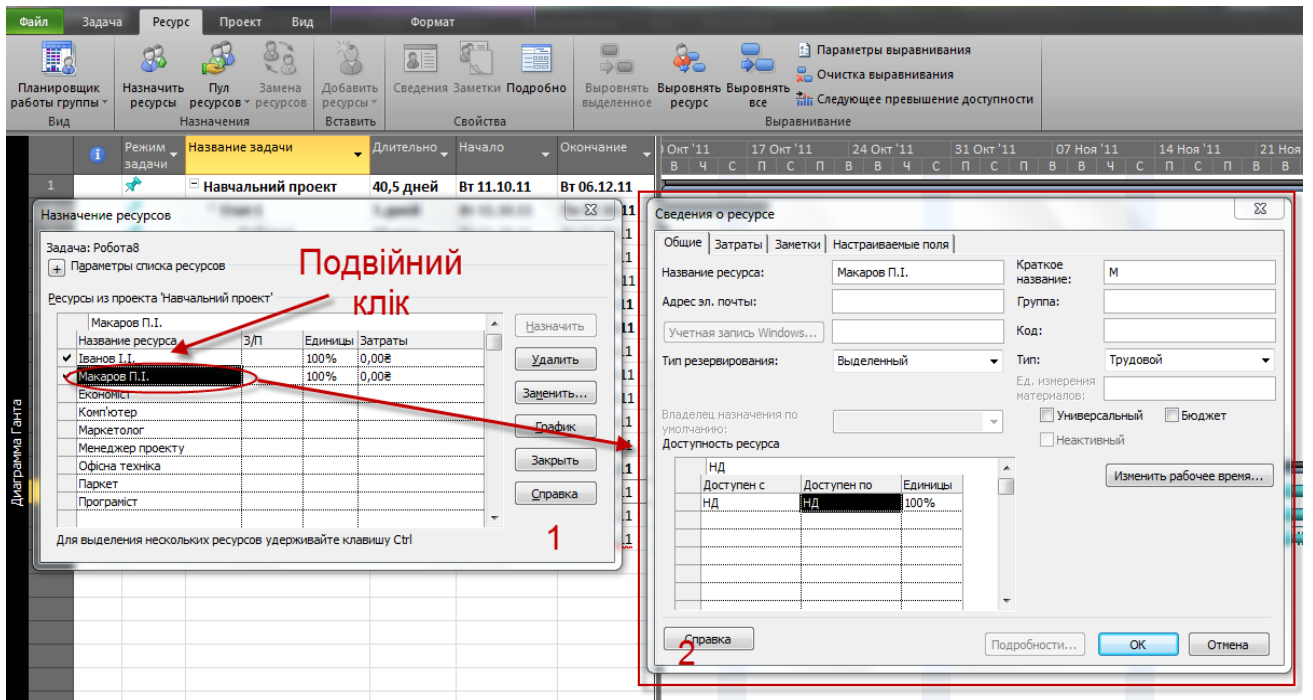 Файл Задача Ресурс Проект Вид Формат
Планировщик работы группы
Назначить ресурсы
Пул ресурсов
Замена ресурсов
Добавить ресурсы
Сведения Заметки Подробно
Выровнять выделенное
Выровнять ресурс
Выровнять все
Параметры выравнивания
Очистка выравнивания
Следующее превышение доступности
Вид Назначения Вставить Свойства Выравнивание
Режим задачи
Название задачи
Длительно
Начало
Окончание
Окт '11 17 Окт '11 24 Окт '11 31 Окт '11 07 Ноя '11 14 Ноя '11 21 Ноя
В Ч С П С П В В Ч С П С П В В Ч С П В В
1 Навчальний проект 40,5 дней Вт 11.10.11 Вт 06.12.11
Диаграмма Ганта
Назначение ресурсов
Задача: Робота8
+ Параметры списка ресурсов
Подвійний
клік
Ресурсы из проекта 'Навчальний проект'
Макаров П.І.
Название ресурса З/П Единицы Затраты
Іванов І.І. 100% 0,00₴
Макаров П.І. 100% 0,00₴
Економіст
Комп'ютер
Маркетолог
Менеджер проекту
Офісна техніка
Паркет
Програміст
Назначить
Удалить
Заменить...
График
Закрыть
Справка
Для выделения нескольких ресурсов удерживайте клавишу Ctrl
1
Сведения о ресурсе
Общие Затраты Заметки Настраиваемые поля
Название ресурса: Макаров П.І. Краткое название: М
Адрес эл. почты: Группа:
Учетная запись Windows... Код:
Тип резервирования: Выделенный Тип: Трудовой
Ед. измерения материалов:
Владелец назначения по умолчанию:
Универсальный Бюджет
Неактивный
Доступность ресурса
Изменить рабочее время...
НД
Доступен с Доступен по Единицы
НД НД 100%
Справка Подробности... ОК Отмена
2